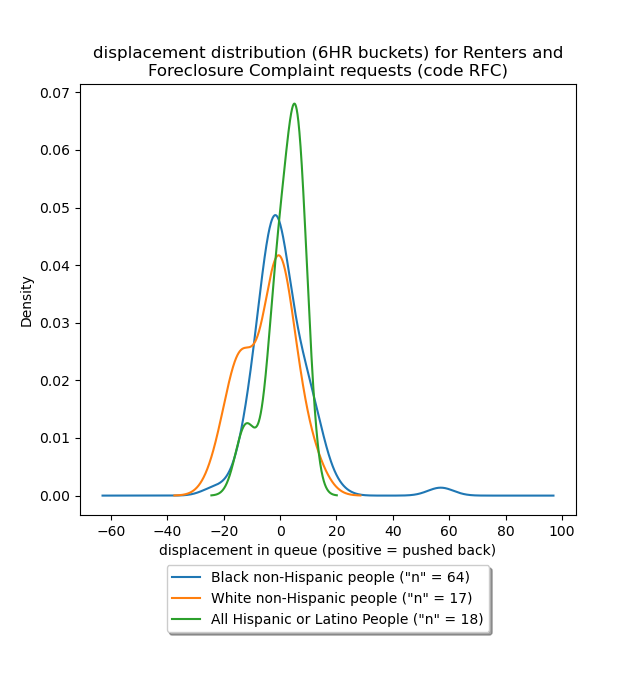 displacement distribution (6HR buckets) for Renters and
Foreclosure Complaint requests (code RFC)
0.07
0.06
0.05
0.04
0.03
0.02
0.01
0.00
Density
−60 −40 −20 0 20 40 60 80 100
displacement in queue (positive = pushed back)
Black non-Hispanic people ("n" = 64)
White non-Hispanic people ("n" = 17)
All Hispanic or Latino People ("n" = 18)